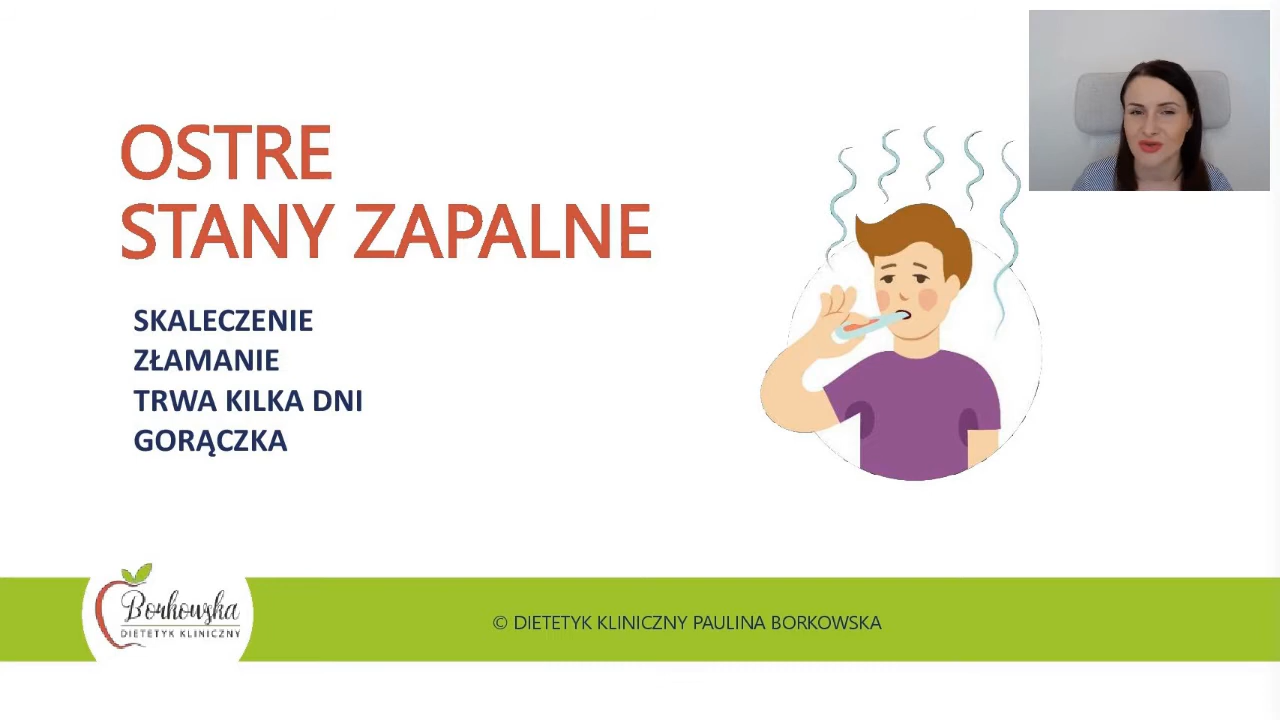 OSTRE
STANY ZAPALNE
SKALECZENIE
ZŁAMANIE
TRWA KILKA DNI
GORĄCZKA
Borkowska
DIETETYK KLINICZNY
© DIETETYK KLINICZNY PAULINA BORKOWSKA